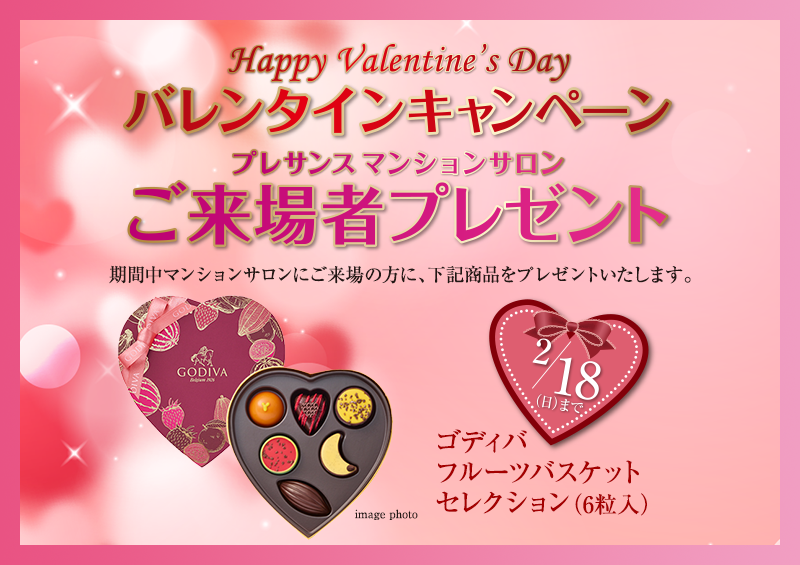 Happy Valentine's Day
バレンタインキャンペーン
プレサンス マンションサロン
ご来場者プレゼント
期間中マンションサロンにご来場の方に、下記商品をプレゼントいたします。
GODIVA
Belgium 1926
2/18
(日)まで
ゴディバ
フルーツバスケット
セレクション(6粒入)
image photo